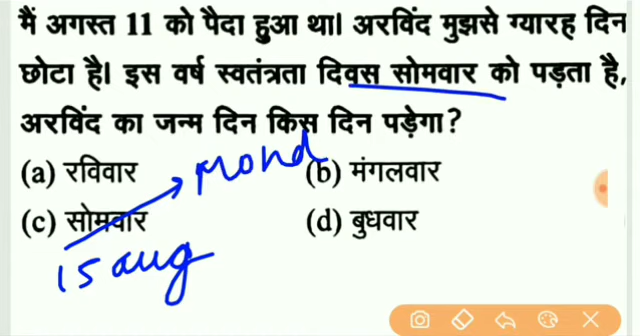 मैं अगस्त 11 को पैदा हुआ था। अरविंद मुझसे ग्यारह दिन
छोटा है। इस वर्ष स्वतंत्रता दिवस सोमवार को पड़ता है,
अरविंद का जन्म दिन किस दिन पड़ेगा?
(a) रविवार
Mond
(b) मंगलवार
(c) सोमवार
(d) बुधवार
15 aug